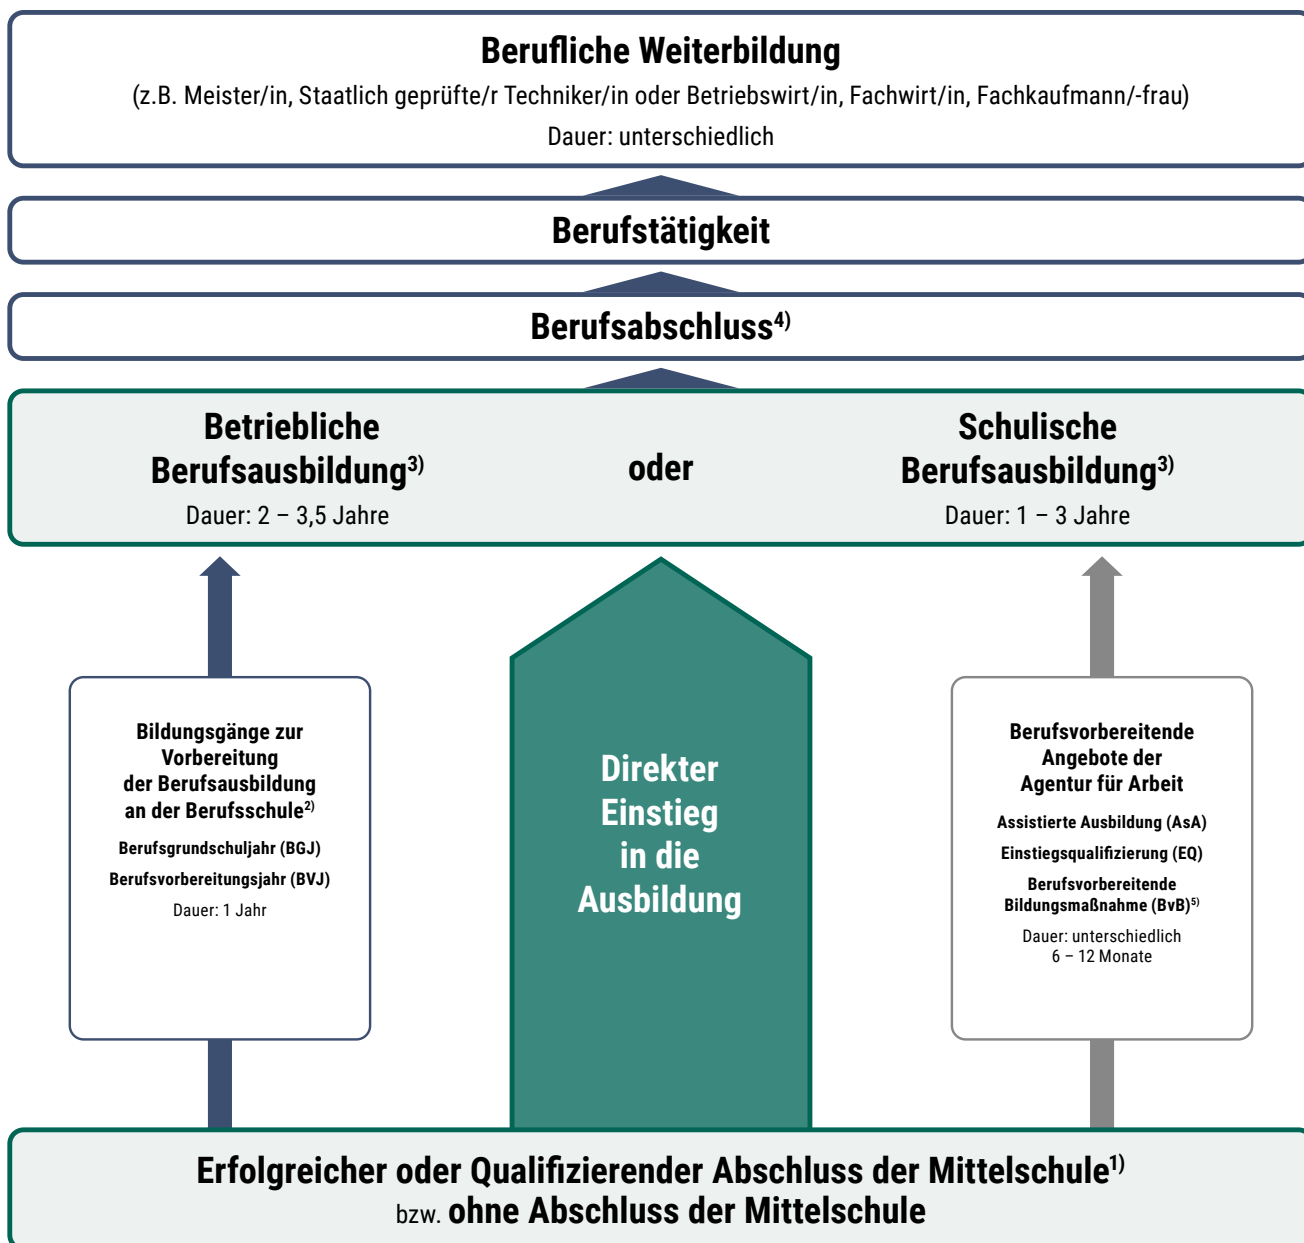 Berufliche Weiterbildung
(z.B. Meister/in, Staatlich geprüfte/r Techniker/in oder Betriebswirt/in, Fachwirt/in, Fachkaufmann/-frau)
Dauer: unterschiedlich
Berufstätigkeit
Berufsabschluss⁴⁾
Betriebliche
Berufsausbildung³⁾
Dauer: 2 – 3,5 Jahre
oder
Schulische
Berufsausbildung³⁾
Dauer: 1 – 3 Jahre
Bildungsgänge zur
Vorbereitung
der Berufsausbildung
an der Berufsschule²⁾
Berufsgrundschuljahr (BGJ)
Berufsvorbereitungsjahr (BVJ)
Dauer: 1 Jahr
Direkter
Einstieg
in die
Ausbildung
Berufsvorbereitende
Angebote der
Agentur für Arbeit
Assistierte Ausbildung (AsA)
Einstiegsqualifizierung (EQ)
Berufsvorbereitende
Bildungsmaßnahme (BvB)⁵⁾
Dauer: unterschiedlich
6 – 12 Monate
Erfolgreicher oder Qualifizierender Abschluss der Mittelschule¹⁾
bzw. ohne Abschluss der Mittelschule